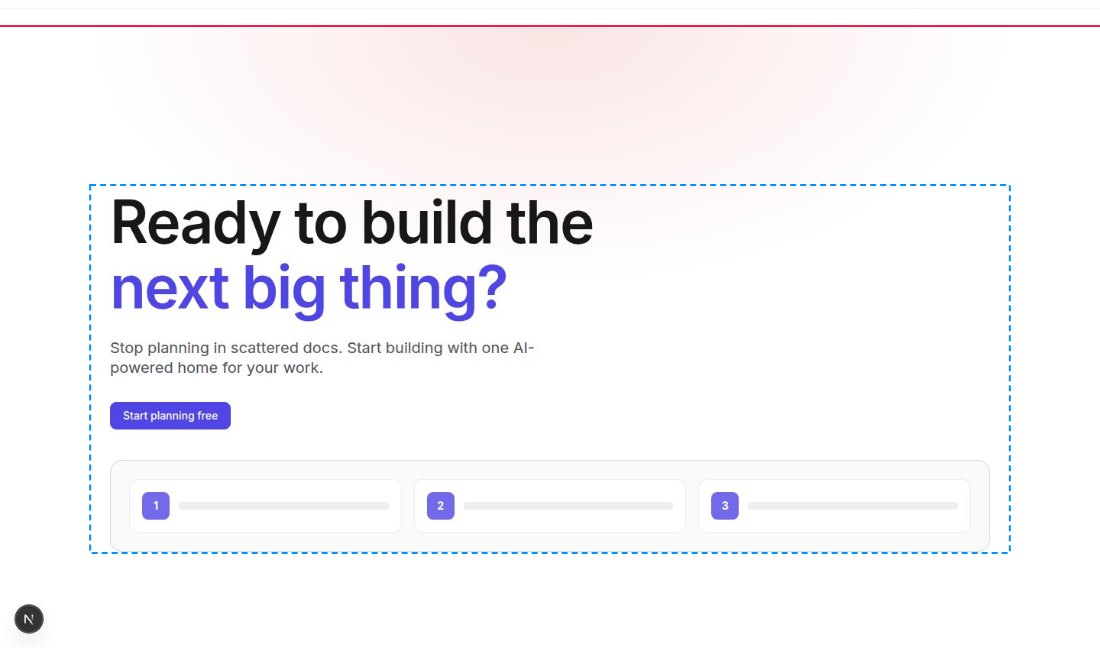 Ready to build the
next big thing?
Stop planning in scattered docs. Start building with one AI-
powered home for your work.
Start planning free
1
2
3
N